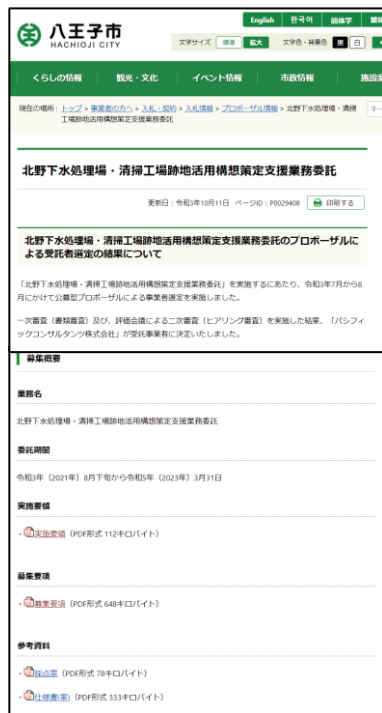 English 한국어 簡体字 繁体
八王子市
HACHIOJI CITY
文字サイズ 標準 拡大 文字色・背景色 黒 白
くらしの情報 観光・文化 イベント情報 市政情報 施設案
現在の場所: トップ > 事業者の方へ > 入札・契約 > 入札情報 > プロポーザル情報 > 北野下水処理場・清掃
工場跡地活用構想策定支援業務委託
キー
北野下水処理場・清掃工場跡地活用構想策定支援業務委託
更新日:令和3年10月11日 ページID:P0029408 印刷する
北野下水処理場・清掃工場跡地活用構想策定支援業務委託のプロポーザルに
よる受託者選定の結果について
「北野下水処理場・清掃工場跡地活用構想策定支援業務委託」を実施するにあたり、令和3年7月から8
月にかけて公募型プロポーザルによる事業者選定を実施しました。
一次審査(書類審査)及び、評価会議による二次審査(ヒアリング審査)を実施した結果、「パシフィ
ックコンサルタンツ株式会社」が受託事業者に決定いたしました。
募集概要
業務名
北野下水処理場・清掃工場跡地活用構想策定支援業務委託
委託期間
令和3年(2021年)8月下旬から令和5年(2023年)3月31日
実施要領
・実施要領(PDF形式 112キロバイト)
募集要項
・募集要項(PDF形式 648キロバイト)
参考資料
・採点票(PDF形式 78キロバイト)
・仕様書(案)(PDF形式 333キロバイト)